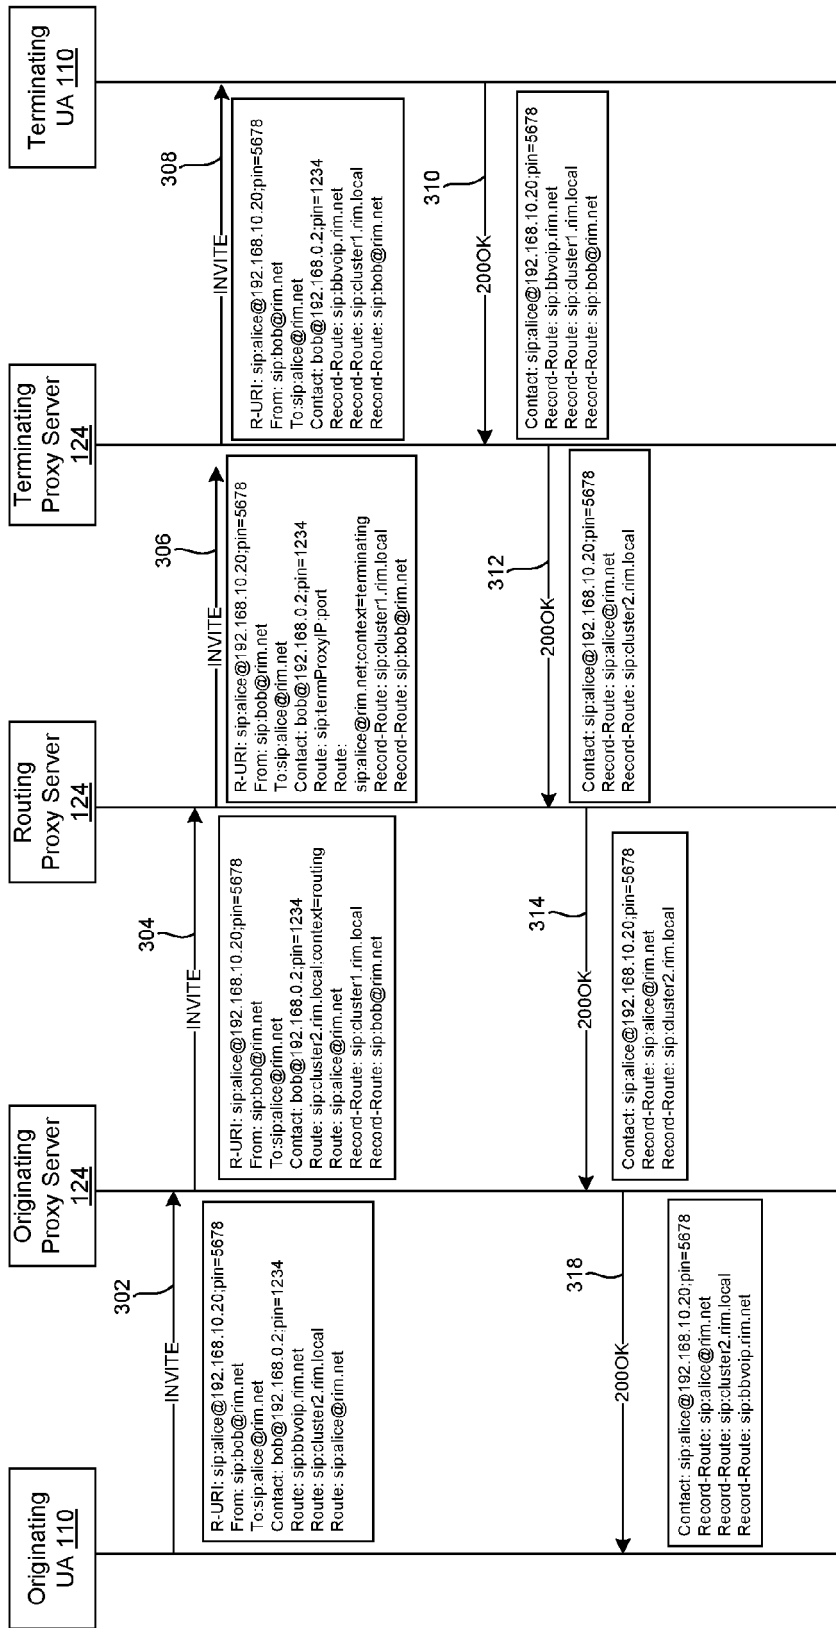 Originating
UA 110
Originating
Proxy Server
124
Routing
Proxy Server
124
Terminating
Proxy Server
124
Terminating
UA 110
INVITE
302
R-URI: sip:alice@192.168.10.20;pin=5678
From: sip:bob@rim.net
To:sip:alice@rim.net
Contact: bob@192.168.0.2;pin=1234
Route: sip:bbvoip.rim.net
Route: sip:cluster2.rim.local
Route: sip:alice@rim.net
INVITE
304
R-URI: sip:alice@192.168.10.20;pin=5678
From: sip:bob@rim.net
To:sip:alice@rim.net
Contact: bob@192.168.0.2;pin=1234
Route: sip:cluster2.rim.local;context=routing
Route: sip:alice@rim.net
Record-Route: sip:cluster1.rim.local
Record-Route: sip:bob@rim.net
INVITE
306
R-URI: sip:alice@192.168.10.20;pin=5678
From: sip:bob@rim.net
To:sip:alice@rim.net
Contact: bob@192.168.0.2;pin=1234
Route: sip:termProxyIP:port
Route:
sip:alice@rim.net;context=terminating
Record-Route: sip:cluster1.rim.local
Record-Route: sip:bob@rim.net
INVITE
308
R-URI: sip:alice@192.168.10.20;pin=5678
From: sip:bob@rim.net
To:sip:alice@rim.net
Contact: bob@192.168.0.2;pin=1234
Record-Route: sip:bbvoip.rim.net
Record-Route: sip:cluster1.rim.local
Record-Route: sip:bob@rim.net
200OK
310
Contact: sip:alice@192.168.10.20;pin=5678
Record-Route: sip:bbvoip.rim.net
Record-Route: sip:cluster1.rim.local
Record-Route: sip:bob@rim.net
200OK
312
Contact: sip:alice@192.168.10.20;pin=5678
Record-Route: sip:alice@rim.net
Record-Route: sip:cluster2.rim.local
200OK
314
Contact: sip:alice@192.168.10.20;pin=5678
Record-Route: sip:alice@rim.net
Record-Route: sip:cluster2.rim.local
200OK
318
Contact: sip:alice@192.168.10.20;pin=5678
Record-Route: sip:alice@rim.net
Record-Route: sip:cluster2.rim.local
Record-Route: sip:bbvoip.rim.net